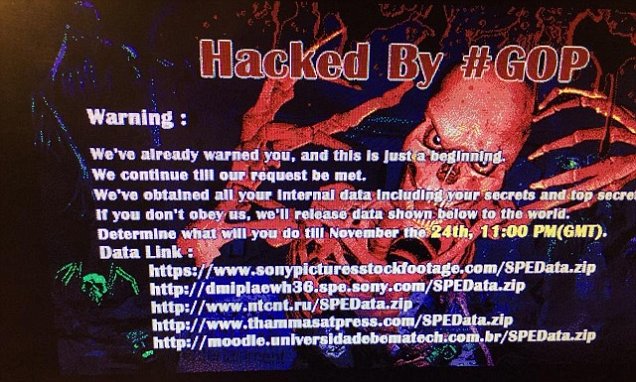 Hacked By #GOP
Warning :
We've already warned you, and this is just a beginning.
We continue till our request be met.
We've obtained all your internal data including your secrets and top secret
If you don't obey us, we'll release data shown below to the world.
Determine what will you do till November the 24th, 11:00 PM(GMT).
Data Link :
https://www.sonypicturesstockfootage.com/SPEData.zip
http://dmiplaewh36.spe.sony.com/SPEData.zip
http://www.ntcnt.ru/SPEData.zip
http://www.thammasatpress.com/SPEData.zip
http://moodle.universidadebematech.com.br/SPEData.zip